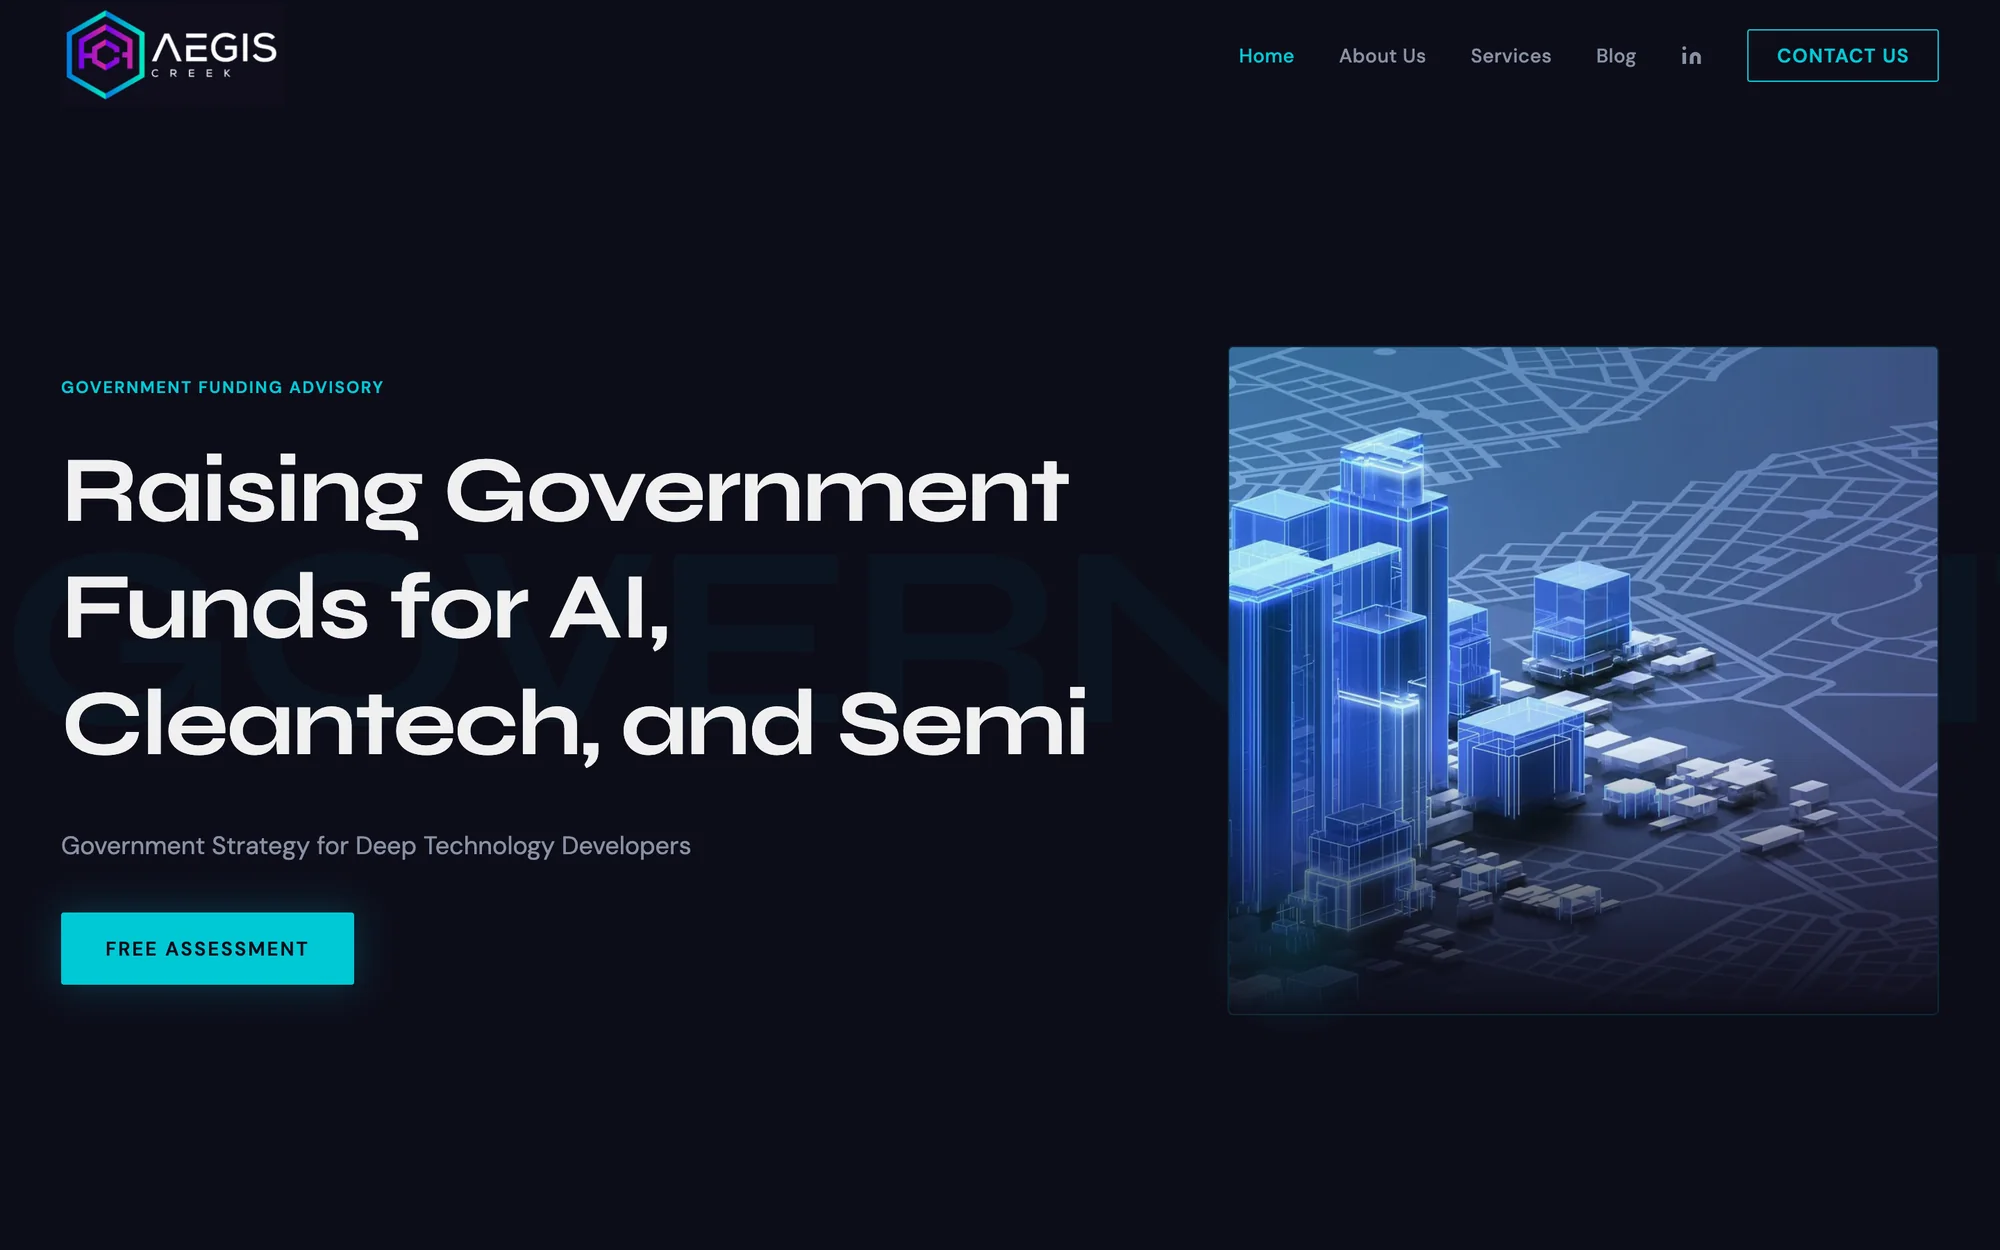 AEGIS
CREEK
Home
About Us
Services
Blog
in
CONTACT US
GOVERNMENT FUNDING ADVISORY
Raising Government
Funds for AI,
Cleantech, and Semi
Government Strategy for Deep Technology Developers
FREE ASSESSMENT